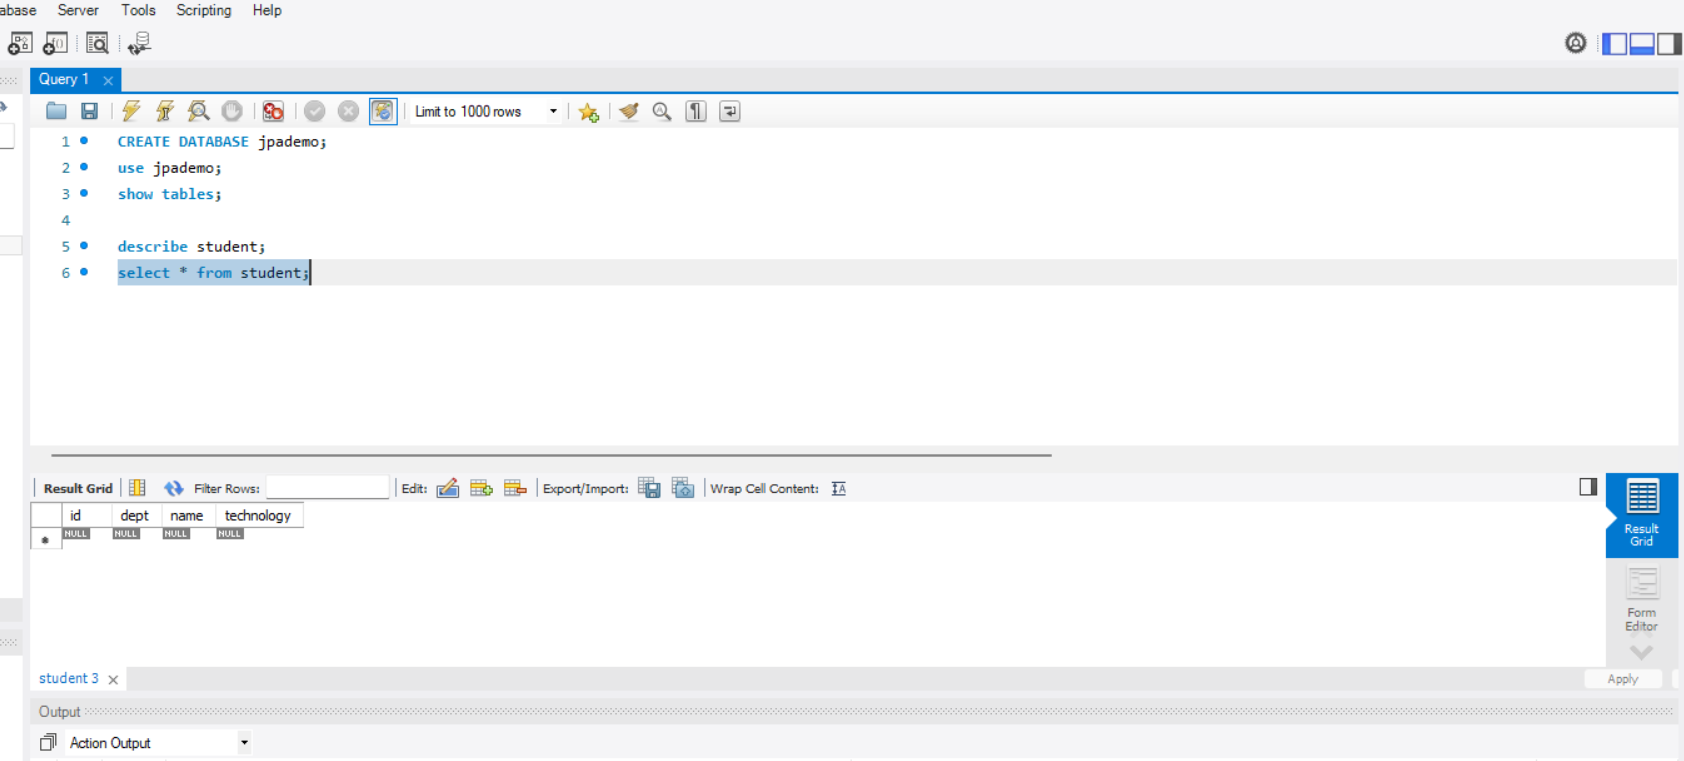 abase Server Tools Scripting Help
Query 1
Limit to 1000 rows
1 CREATE DATABASE jpademo;
2 use jpademo;
3 show tables;
4
5 describe student;
6 select * from student;
Result Grid Filter Rows: Edit: Export/Import: Wrap Cell Content:
id dept name technology
NULL NULL NULL NULL
Result
Grid
Form
Editor
student 3
Apply
Output
Action Output